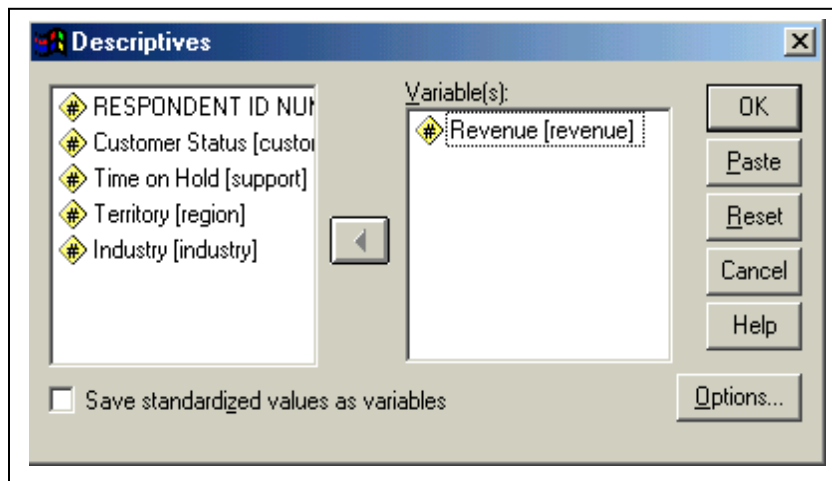 Descriptives
RESPONDENT ID NUM
Customer Status [custo
Time on Hold [support]
Territory [region]
Industry [industry]
Variable(s):
Revenue [revenue]
OK
Paste
Reset
Cancel
Help
Save standardized values as variables
Options...